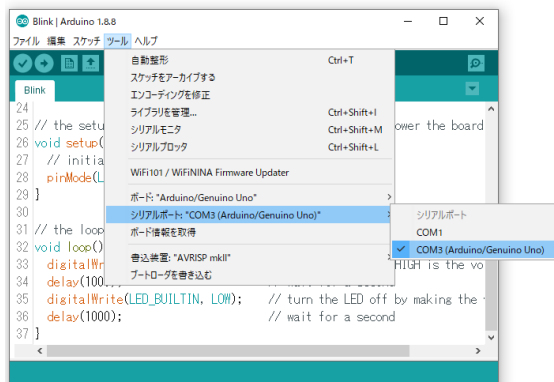 Blink | Arduino 1.8.8
ファイル 編集 スケッチ ツール ヘルプ
自動整形 Ctrl+T
スケッチをアーカイブする
エンコーディングを修正
ライブラリを管理... Ctrl+Shift+I
シリアルモニタ Ctrl+Shift+M
シリアルプロッタ Ctrl+Shift+L
WiFi101 / WiFiNINA Firmware Updater
ボード: "Arduino/Genuino Uno"
シリアルポート: "COM3 (Arduino/Genuino Uno)"
ボード情報を取得
書込装置: "AVRISP mkII"
ブートローダを書き込む
シリアルポート
COM1
COM3 (Arduino/Genuino Uno)
Blink
24
25 // the setu ower the board
26 void setup(
27 // initia
28 pinMode(L
29 }
30
31 // the loop
32 void loop()
33 digitalWr HIGH is the vo
34 delay(100
35 digitalWrite(LED_BUILTIN, LOW); // turn the LED off by making the
36 delay(1000); // wait for a second
37 }